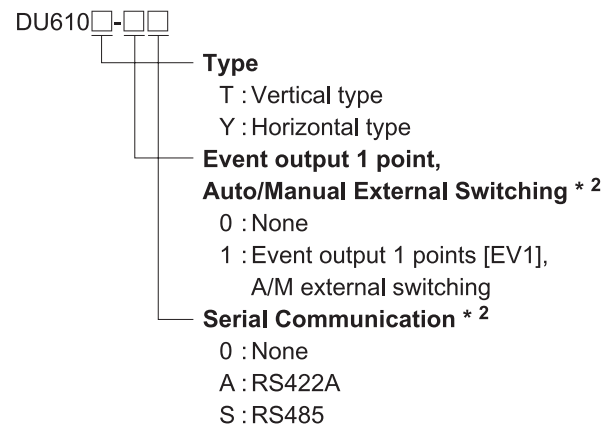 DU610□-□□
Type
T : Vertical type
Y : Horizontal type
Event output 1 point,
Auto/Manual External Switching * 2
0 : None
1 : Event output 1 points [EV1],
A/M external switching
Serial Communication * 2
0 : None
A : RS422A
S : RS485